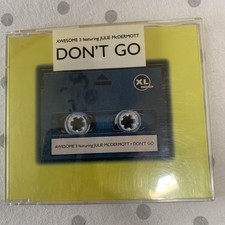 AWESOME 3 featuring JULIE McDERMOTT
DON'T GO
XL
AWESOME 3 featuring JULIE MCDERMOTT - DON'T GO